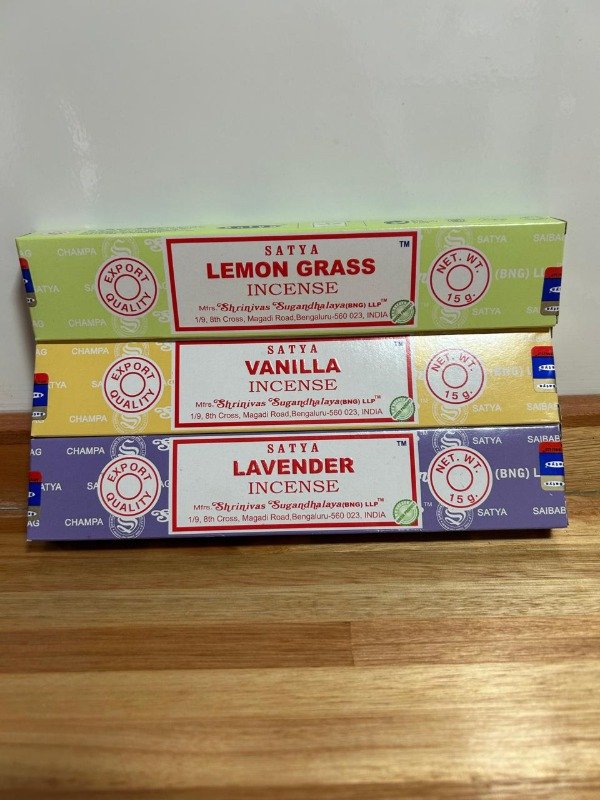 CHAMPA
SATYA
EXPORT QUALITY
SATYA
TM
LEMON GRASS
INCENSE
Mfrs. Shrinivas Sugandhalaya(BNG) LLP TM
1/9, 8th Cross, Magadi Road,Bengaluru-560 023, INDIA
NET. WT.
15 g.
SATYA
(BNG) LL
CHAMPA
EXPORT QUALITY
SATYA
VANILLA
INCENSE
Mfrs. Shrinivas Sugandhalaya(BNG) LLP TM
1/9, 8th Cross, Magadi Road,Bengaluru-560 023, INDIA
NET. WT.
15 g.
SATYA
CHAMPA
EXPORT QUALITY
SATYA
TM
LAVENDER
INCENSE
Mfrs. Shrinivas Sugandhalaya(BNG) LLP TM
1/9, 8th Cross, Magadi Road,Bengaluru-560 023, INDIA
NET. WT.
15 g.
SATYA
SAIBAB
(BNG) L
CHAMPA
SATYA
SAIBAB